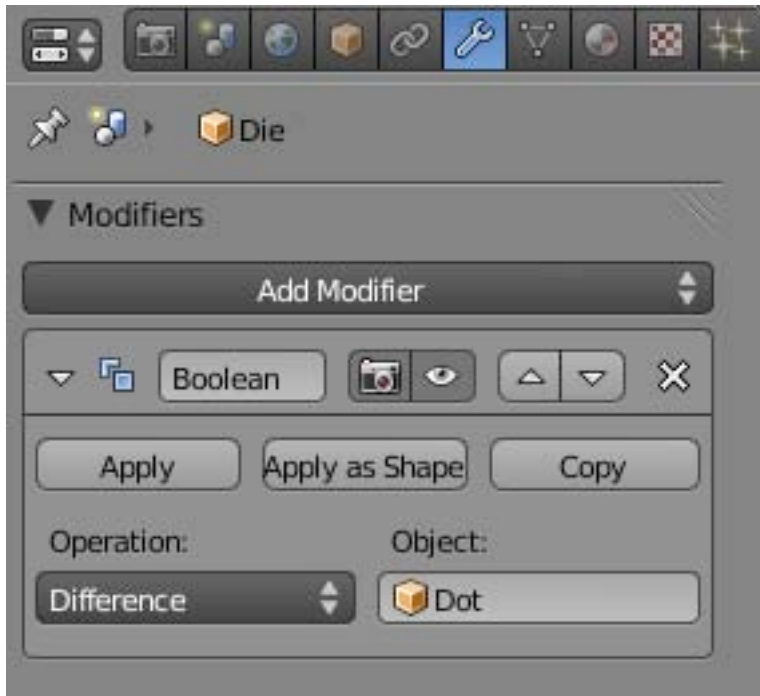 Die
Modifiers
Add Modifier
Boolean
Apply Apply as Shape Copy
Operation: Object:
Difference Dot